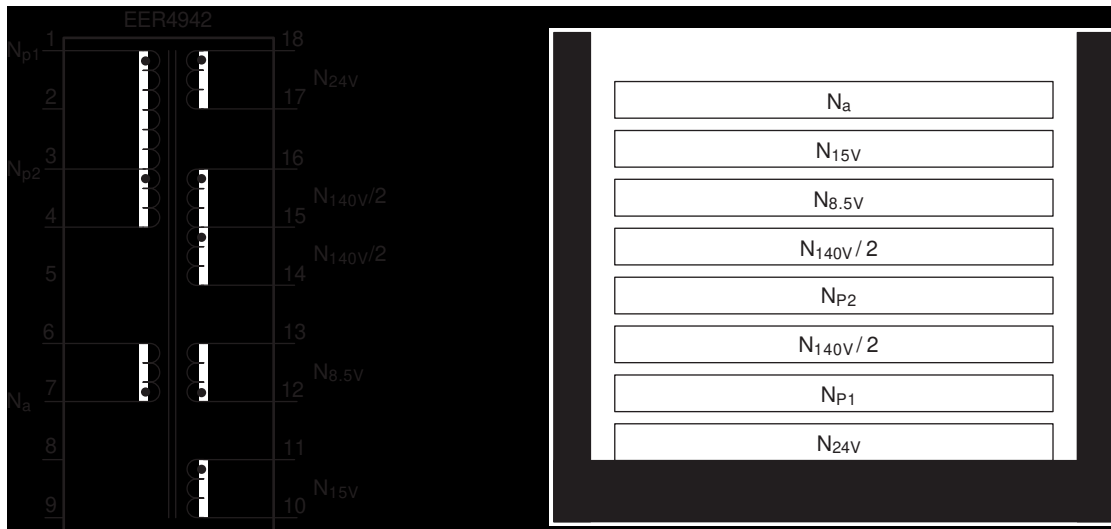 EER4942
Np1
1
2
3
Np2
4
5
6
7
Na
8
9
18
N24V
17
16
N140V/2
15
N140V/2
14
13
N8.5V
12
11
N15V
10
Na
N15V
N8.5V
N140V/ 2
NP2
N140V/ 2
NP1
N24V